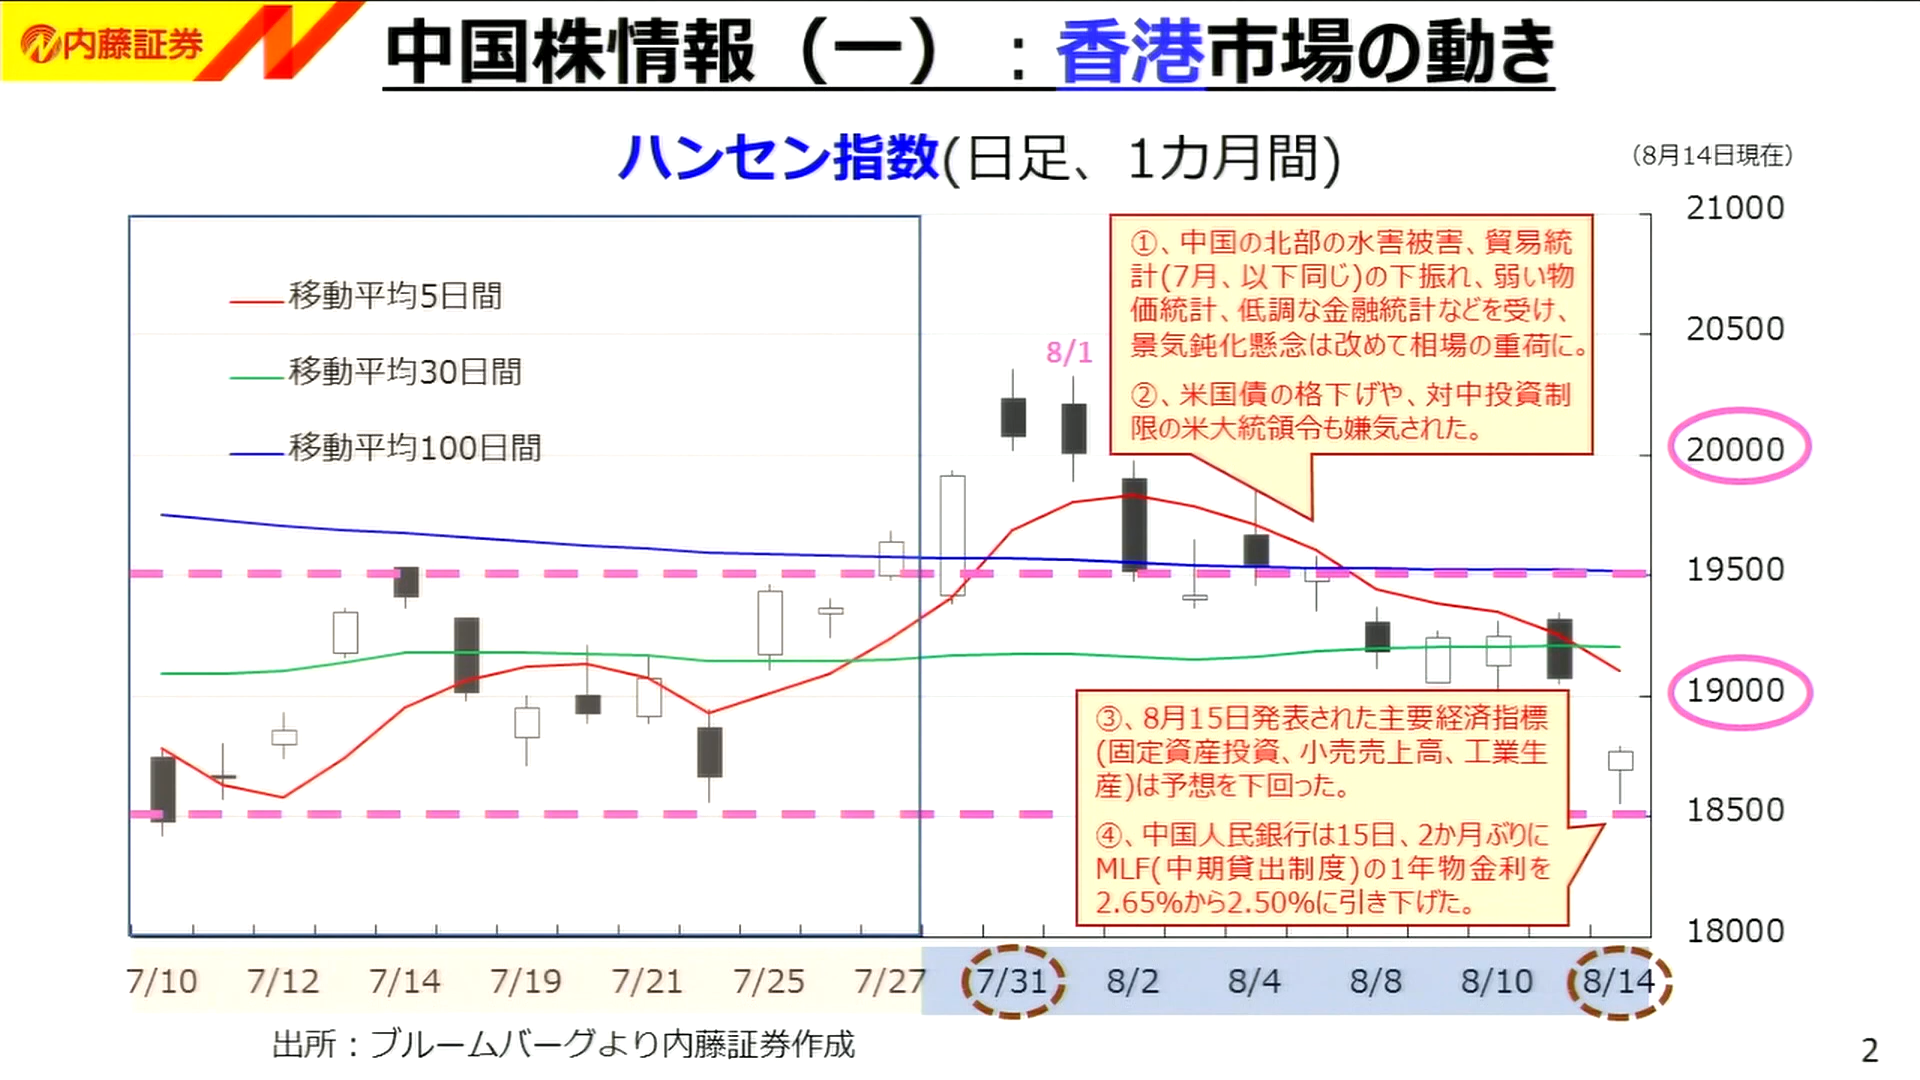 内藤証券
中国株情報（一）：香港市場の動き
ハンセン指数(日足、1カ月間)
（8月14日現在）
移動平均5日間
移動平均30日間
移動平均100日間
8/1
①、中国の北部の水害被害、貿易統
計(7月、以下同じ)の下振れ、弱い物
価統計、低調な金融統計などを受け、
景気鈍化懸念は改めて相場の重荷に。
②、米国債の格下げや、対中投資制
限の米大統領令も嫌気された。
③、8月15日発表された主要経済指標
(固定資産投資、小売売上高、工業生
産)は予想を下回った。
④、中国人民銀行は15日、2か月ぶりに
MLF(中期貸出制度)の1年物金利を
2.65%から2.50%に引き下げた。
21000
20500
20000
19500
19000
18500
18000
7/10 7/12 7/14 7/19 7/21 7/25 7/27 7/31 8/2 8/4 8/8 8/10 8/14
出所：ブルームバーグより内藤証券作成
2